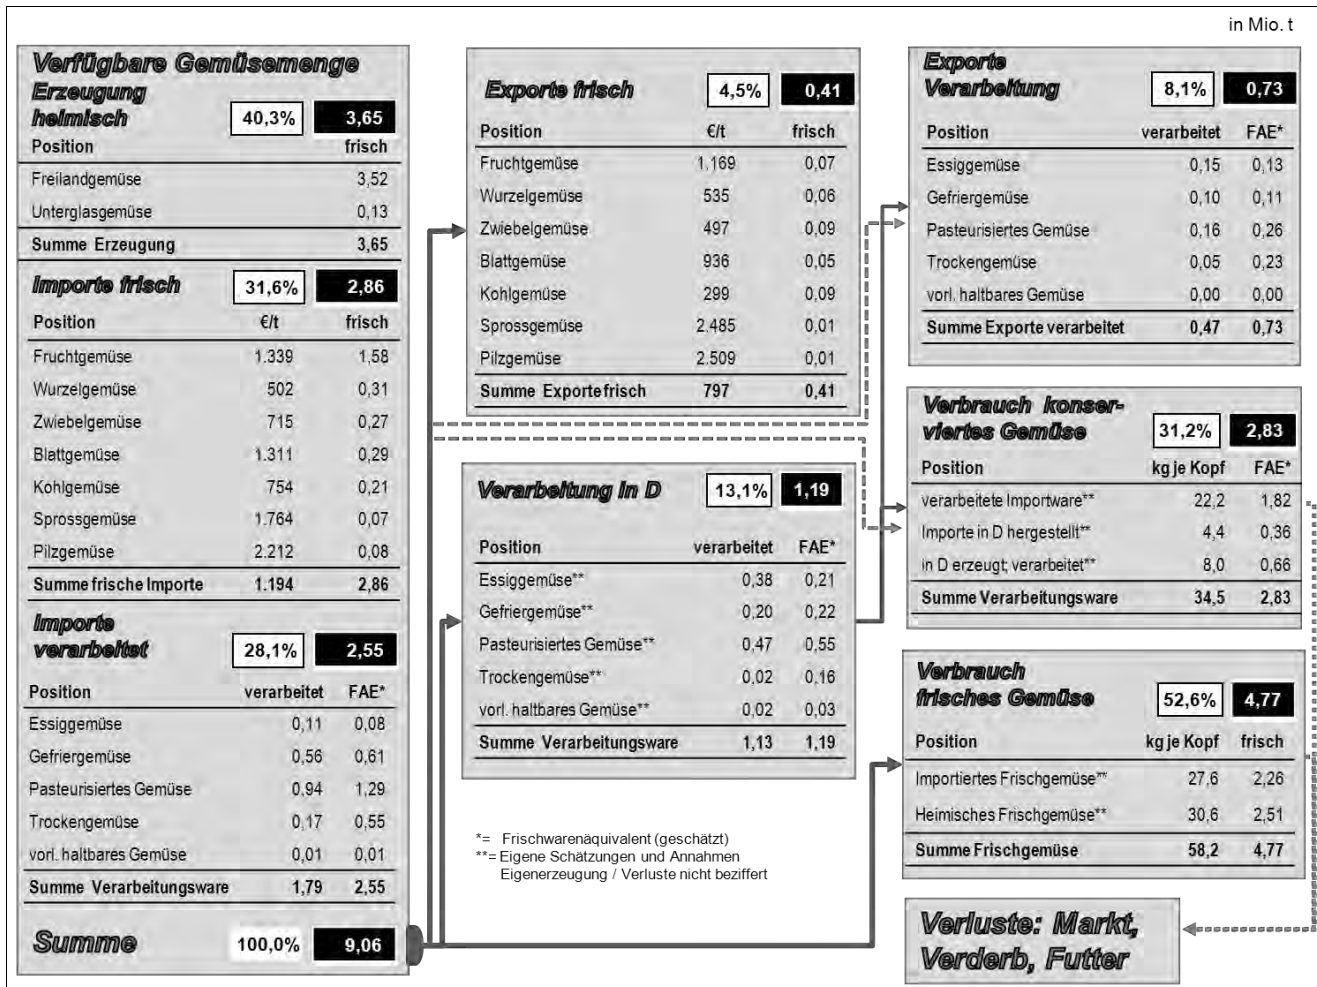 in Mio. t
Verfügbare Gemüsemenge
Erzeugung
heimisch 40,3% 3,65
Position frisch
Freilandgemüse 3,52
Unterglasgemüse 0,13
Summe Erzeugung 3,65
Importe frisch 31,6% 2,86
Position €/t frisch
Fruchtgemüse 1.339 1,58
Wurzelgemüse 502 0,31
Zwiebelgemüse 715 0,27
Blattgemüse 1.311 0,29
Kohlgemüse 754 0,21
Sprossgemüse 1.764 0,07
Pilzgemüse 2.212 0,08
Summe frische Importe 1.194 2,86
Importe
verarbeitet 28,1% 2,55
Position verarbeitet FAE*
Essiggemüse 0,11 0,08
Gefriergemüse 0,56 0,61
Pasteurisiertes Gemüse 0,94 1,29
Trockengemüse 0,17 0,55
vorl. haltbares Gemüse 0,01 0,01
Summe Verarbeitungsware 1,79 2,55
Summe 100,0% 9,06
Exporte frisch 4,5% 0,41
Position €/t frisch
Fruchtgemüse 1.169 0,07
Wurzelgemüse 535 0,06
Zwiebelgemüse 497 0,09
Blattgemüse 936 0,05
Kohlgemüse 299 0,09
Sprossgemüse 2.485 0,01
Pilzgemüse 2.509 0,01
Summe Exporte frisch 797 0,41
Verarbeitung in D 13,1% 1,19
Position verarbeitet FAE*
Essiggemüse** 0,38 0,21
Gefriergemüse** 0,20 0,22
Pasteurisiertes Gemüse** 0,47 0,55
Trockengemüse** 0,02 0,16
vorl. haltbares Gemüse** 0,02 0,03
Summe Verarbeitungsware 1,13 1,19
*= Frischwarenäquivalent (geschätzt)
**= Eigene Schätzungen und Annahmen
Eigenerzeugung / Verluste nicht beziffert
Exporte
Verarbeitung 8,1% 0,73
Position verarbeitet FAE*
Essiggemüse 0,15 0,13
Gefriergemüse 0,10 0,11
Pasteurisiertes Gemüse 0,16 0,26
Trockengemüse 0,05 0,23
vorl. haltbares Gemüse 0,00 0,00
Summe Exporte verarbeitet 0,47 0,73
Verbrauch konser-
viertes Gemüse 31,2% 2,83
Position kg je Kopf FAE*
verarbeitete Importware** 22,2 1,82
Importe in D hergestellt** 4,4 0,36
in D erzeugt; verarbeitet** 8,0 0,66
Summe Verarbeitungsware 34,5 2,83
Verbrauch
frisches Gemüse 52,6% 4,77
Position kg je Kopf frisch
Importiertes Frischgemüse** 27,6 2,26
Heimisches Frischgemüse** 30,6 2,51
Summe Frischgemüse 58,2 4,77
Verluste: Markt,
Verderb, Futter